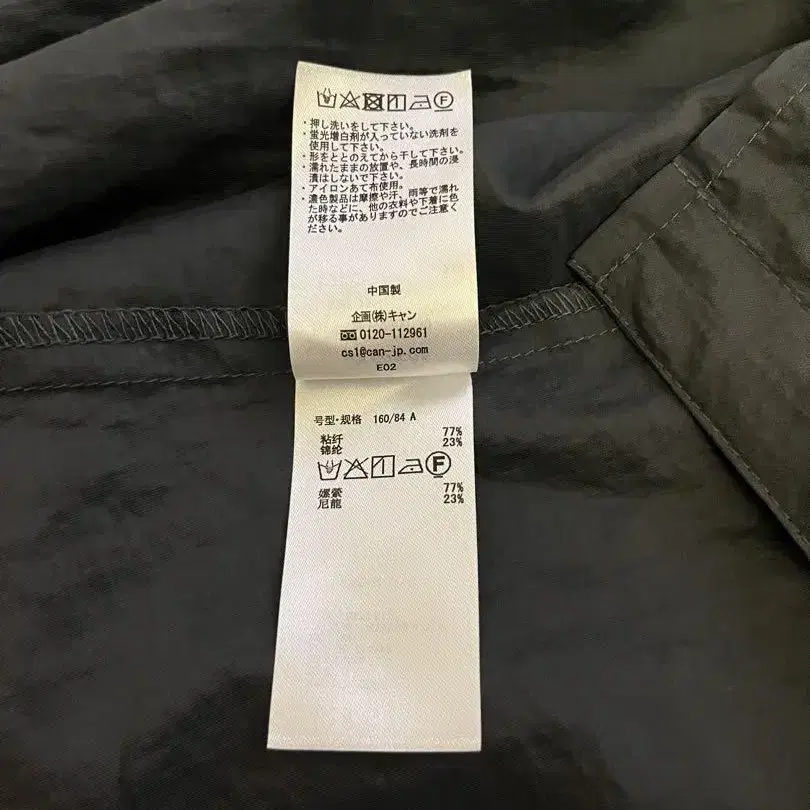 F
・押し洗いをして下さい。
・蛍光増白剤が入っていない洗剤を
使用して下さい。
・形をととのえてから干して下さい。
・濡れたままの放置や、長時間の浸
漬はしないで下さい。
・アイロンあて布使用。
・濃色製品は摩擦や汗、雨等で濡れ
た時などに、他の衣料や下着に色
が移る事がありますのでご注意く
ださい。
中国製
企画(株)キャン
0120-112961
cs1@can-jp.com
E02
号型·规格 160/84 A
粘纤 77%
锦纶 23%
F
嫘縈 77%
尼龍 23%